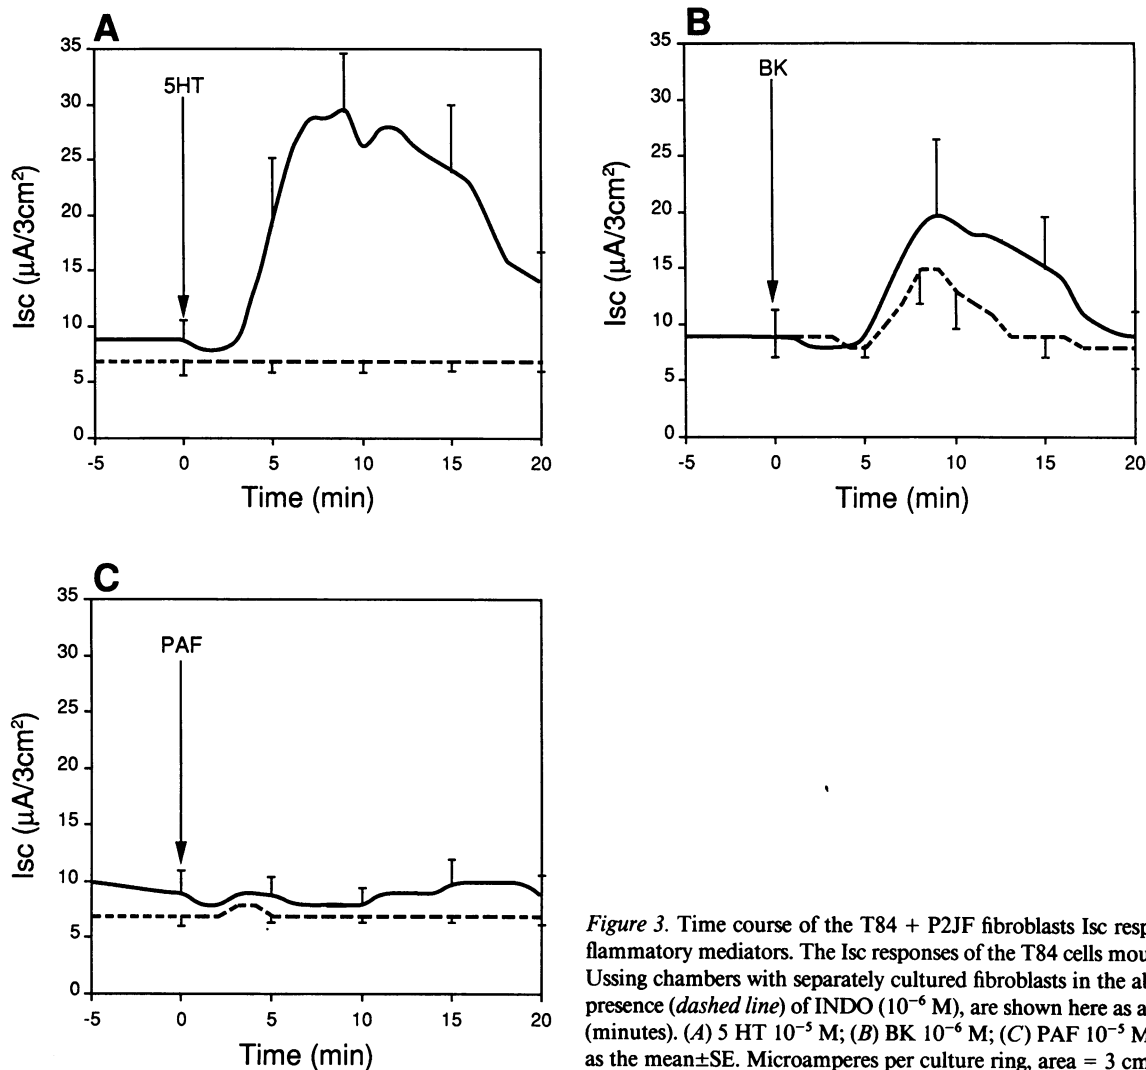 A
35
30
25
20
15
10
5
0
Isc (µA/3cm²)
5HT
-5 0 5 10 15 20
Time (min)
B
35
30
25
20
15
10
5
0
Isc (µA/3cm²)
BK
-5 0 5 10 15 20
Time (min)
C
35
30
25
20
15
10
5
0
Isc (µA/3cm²)
PAF
-5 0 5 10 15 20
Time (min)
Figure 3. Time course of the T84 + P2JF fibroblasts Isc resp
flammatory mediators. The Isc responses of the T84 cells mou
Ussing chambers with separately cultured fibroblasts in the al
presence (dashed line) of INDO (10⁻⁶ M), are shown here as a
(minutes). (A) 5 HT 10⁻⁵ M; (B) BK 10⁻⁶ M; (C) PAF 10⁻⁵ M
as the mean±SE. Microamperes per culture ring, area = 3 cm